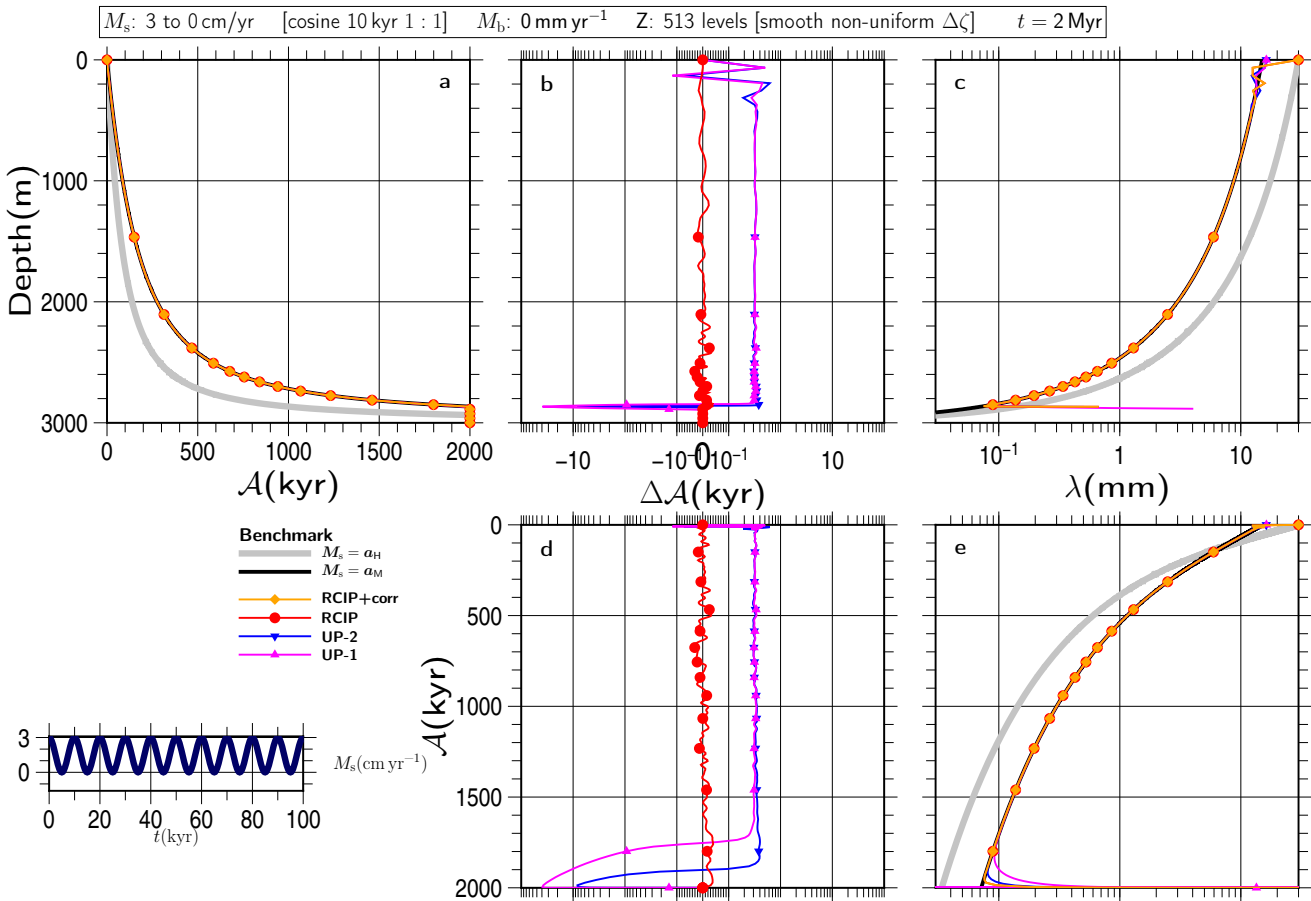 M_s: 3 to 0 cm/yr [cosine 10 kyr 1 : 1] M_b: 0 mm yr⁻¹ Z: 513 levels [smooth non-uniform Δζ] t = 2 Myr
a
b
c
0
1000
2000
3000
Depth(m)
0 500 1000 1500 2000
𝒜(kyr)
−10 −10⁻¹ 0 10⁻¹ 10
Δ𝒜(kyr)
10⁻¹ 1 10
λ(mm)
Benchmark
M_s = a_H
M_s = a_M
RCIP+corr
RCIP
UP-2
UP-1
3
0
M_s(cm yr⁻¹)
0 20 40 60 80 100
t(kyr)
d
e
0
500
1000
1500
2000
𝒜(kyr)